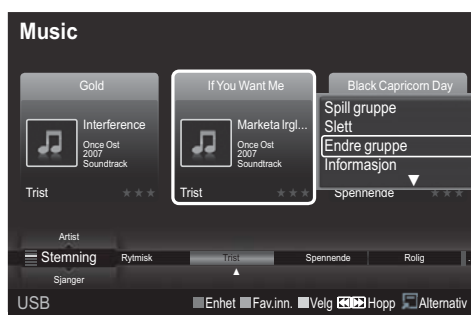 Music
Gold
If You Want Me
Black Capricorn Day
Interference
Once Ost
2007
Soundtrack
Trist
Marketa Irgl...
Once Ost
2007
Soundtrack
Trist
Spill gruppe
Slett
Endre gruppe
Informasjon
Spennende
Artist
Stemning Rytmisk Trist Spennende Rolig
Sjanger
USB Enhet Fav.inn. Velg Hopp Alternativ